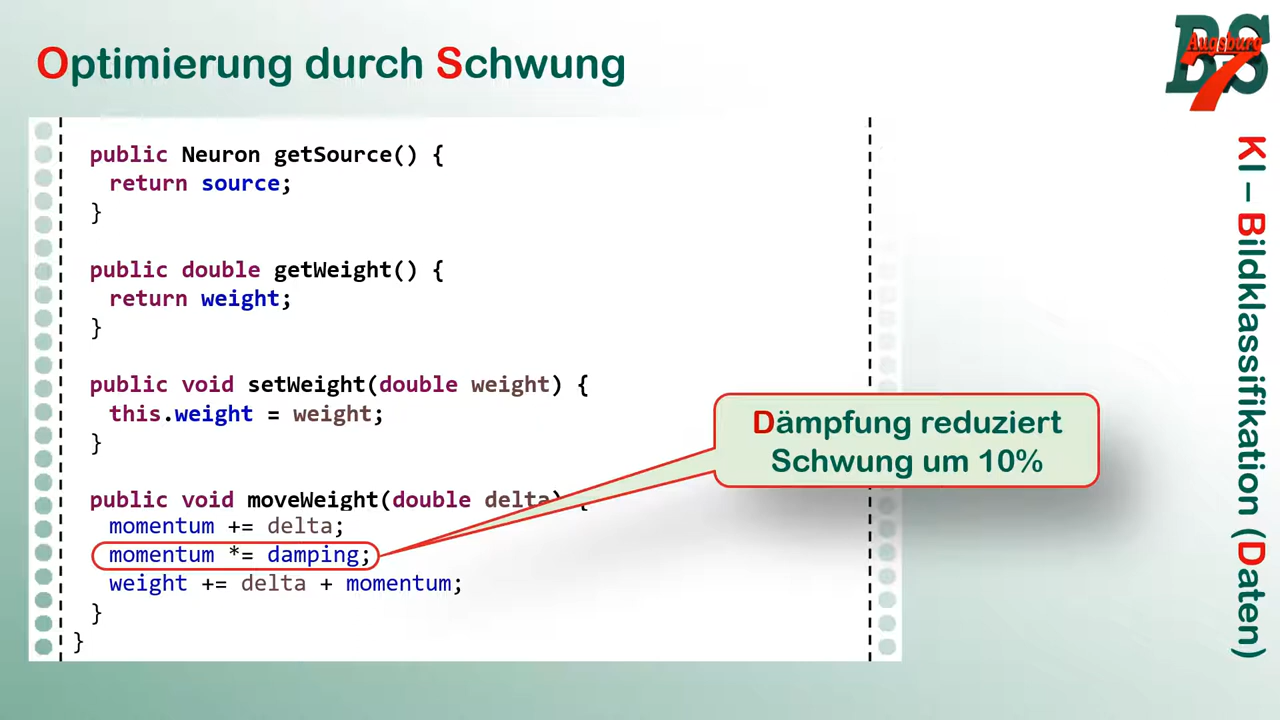 Optimierung durch Schwung
BS
Augsburg
7
public Neuron getSource() {
return source;
}
public double getWeight() {
return weight;
}
public void setWeight(double weight) {
this.weight = weight;
}
public void moveWeight(double delta) {
momentum += delta;
momentum *= damping;
weight += delta + momentum;
}
}
Dämpfung reduziert
Schwung um 10%
KI – Bildklassifikation (Daten)